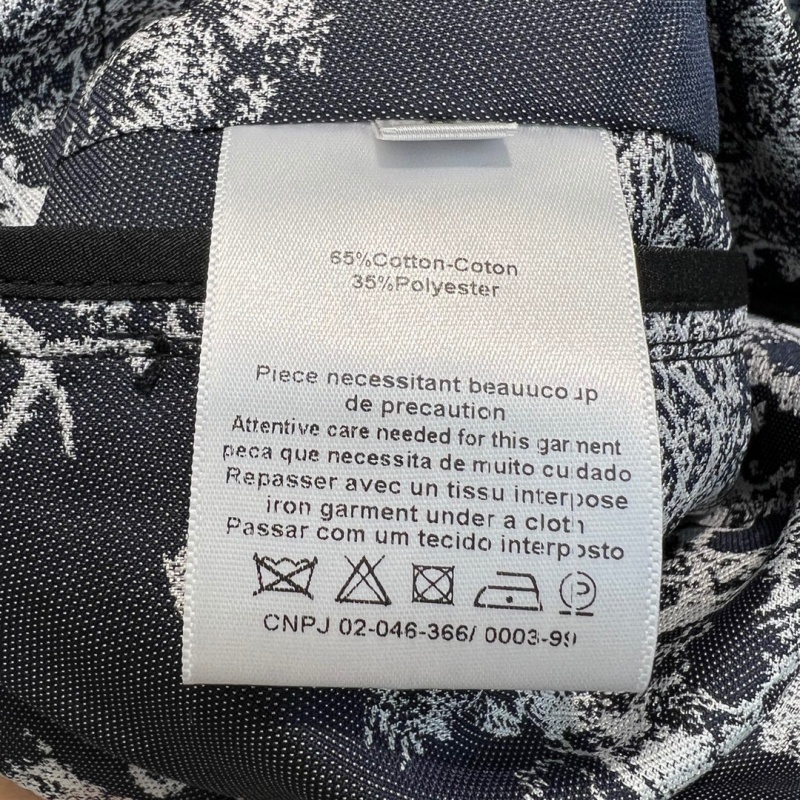 65%Cotton-Coton
35%Polyester
Piece necessitant beauucoup
de precaution
Attentive care needed for this garment
peca que necessita de muito cuidado
Repasser avec un tissu interpose
iron garment under a cloth
Passar com um tecido interposto
P
CNPJ 02-046-366/ 0003-99